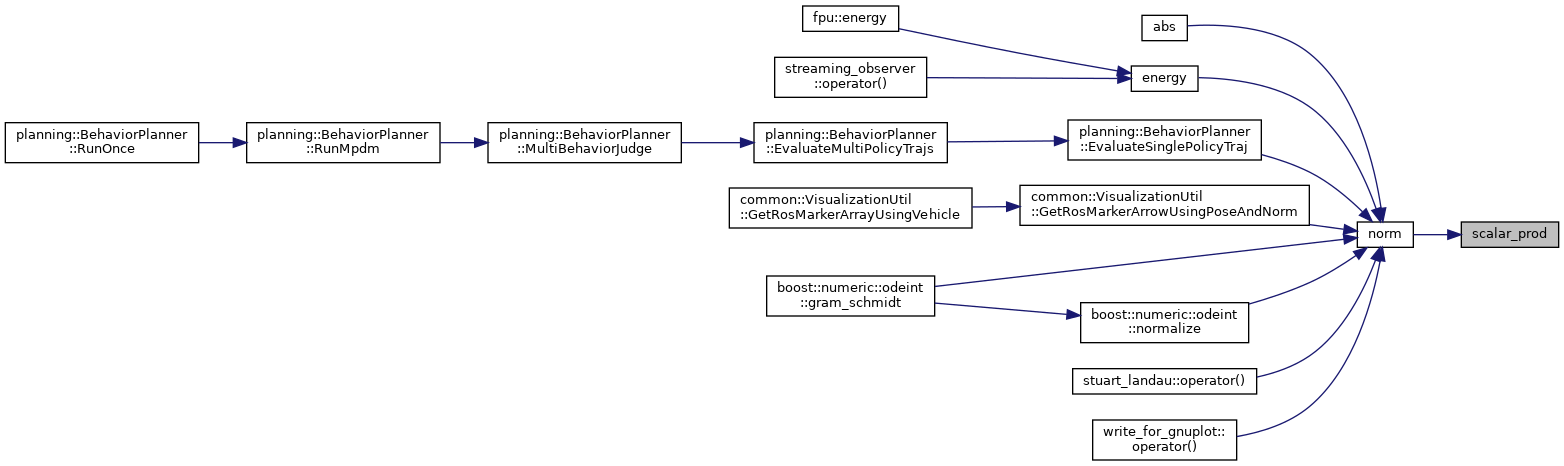 fpu::energy
abs
streaming_observer
::operator()
energy
planning::BehaviorPlanner
::RunOnce
planning::BehaviorPlanner
::RunMpdm
planning::BehaviorPlanner
::MultiBehaviorJudge
planning::BehaviorPlanner
::EvaluateMultiPolicyTrajs
planning::BehaviorPlanner
::EvaluateSinglePolicyTraj
common::VisualizationUtil
::GetRosMarkerArrayUsingVehicle
common::VisualizationUtil
::GetRosMarkerArrowUsingPoseAndNorm
norm
scalar_prod
boost::numeric::odeint
::gram_schmidt
boost::numeric::odeint
::normalize
stuart_landau::operator()
write_for_gnuplot::
operator()